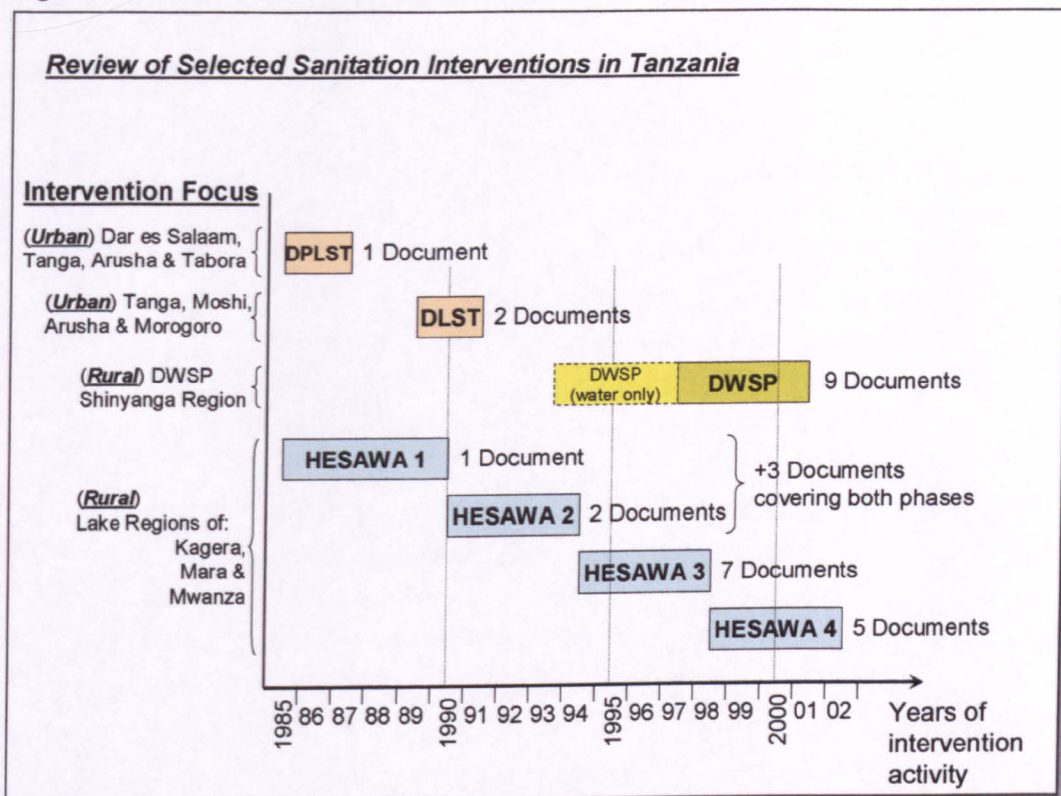 Review of Selected Sanitation Interventions in Tanzania
Intervention Focus
(Urban) Dar es Salaam,
Tanga, Arusha & Tabora
DPLST
1 Document
(Urban) Tanga, Moshi,
Arusha & Morogoro
DLST
2 Documents
(Rural) DWSP
Shinyanga Region
DWSP
(water only)
DWSP
9 Documents
HESAWA 1
1 Document
+3 Documents
covering both phases
(Rural)
Lake Regions of:
Kagera,
Mara &
Mwanza
HESAWA 2
2 Documents
HESAWA 3
7 Documents
HESAWA 4
5 Documents
1985 86 87 88 89 1990 91 92 93 94 1995 96 97 98 99 2000 01 02
Years of
intervention
activity